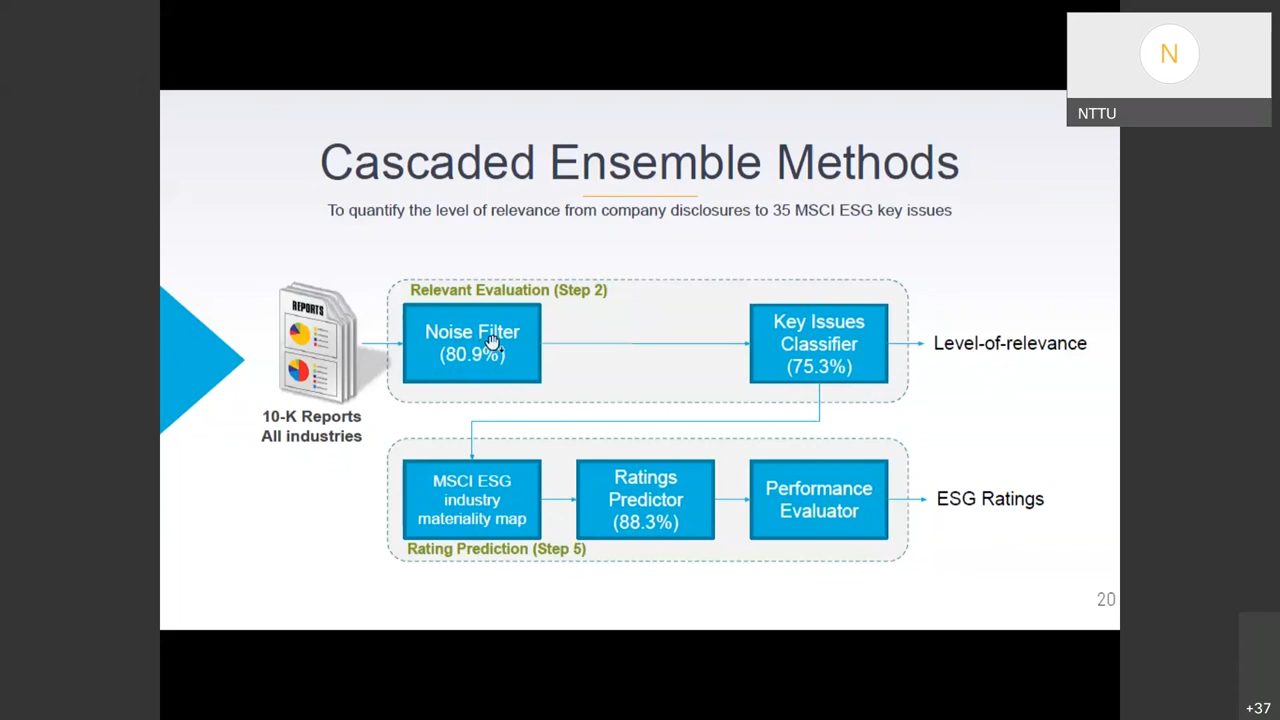 N
NTTU
Cascaded Ensemble Methods
To quantify the level of relevance from company disclosures to 35 MSCI ESG key issues
REPORTS
10-K Reports
All industries
Relevant Evaluation (Step 2)
Noise Filter
(80.9%)
Key Issues
Classifier
(75.3%)
Level-of-relevance
MSCI ESG
industry
materiality map
Ratings
Predictor
(88.3%)
Performance
Evaluator
ESG Ratings
Rating Prediction (Step 5)
20
+37